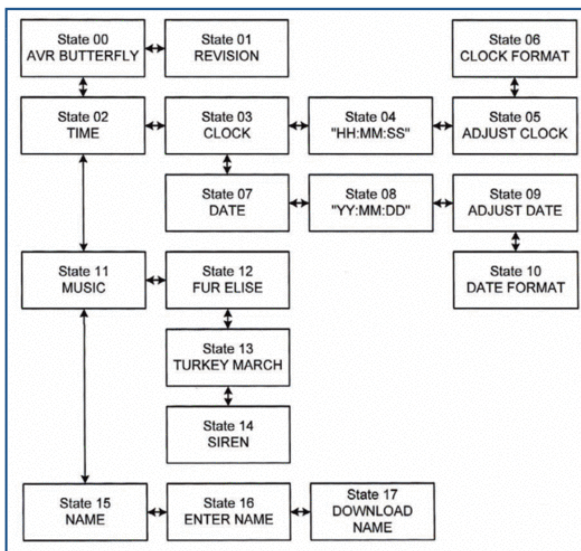 State 00
AVR BUTTERFLY
State 01
REVISION
State 06
CLOCK FORMAT
State 02
TIME
State 03
CLOCK
State 04
"HH:MM:SS"
State 05
ADJUST CLOCK
State 07
DATE
State 08
"YY:MM:DD"
State 09
ADJUST DATE
State 11
MUSIC
State 12
FUR ELISE
State 10
DATE FORMAT
State 13
TURKEY MARCH
State 14
SIREN
State 15
NAME
State 16
ENTER NAME
State 17
DOWNLOAD
NAME